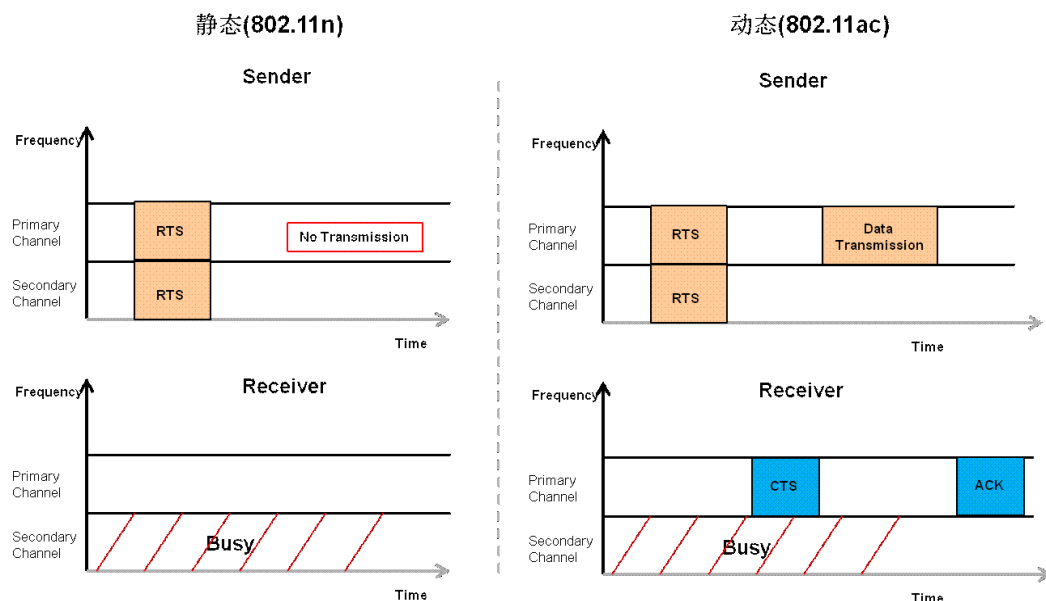 静态(802.11n)
Sender
Frequency
Primary
Channel
RTS
No Transmission
Secondary
Channel
RTS
Time
Receiver
Frequency
Primary
Channel
Secondary
Channel
Busy
Time
动态(802.11ac)
Sender
Frequency
Primary
Channel
RTS
Data
Transmission
Secondary
Channel
RTS
Time
Receiver
Frequency
Primary
Channel
CTS
ACK
Secondary
Channel
Busy
Time